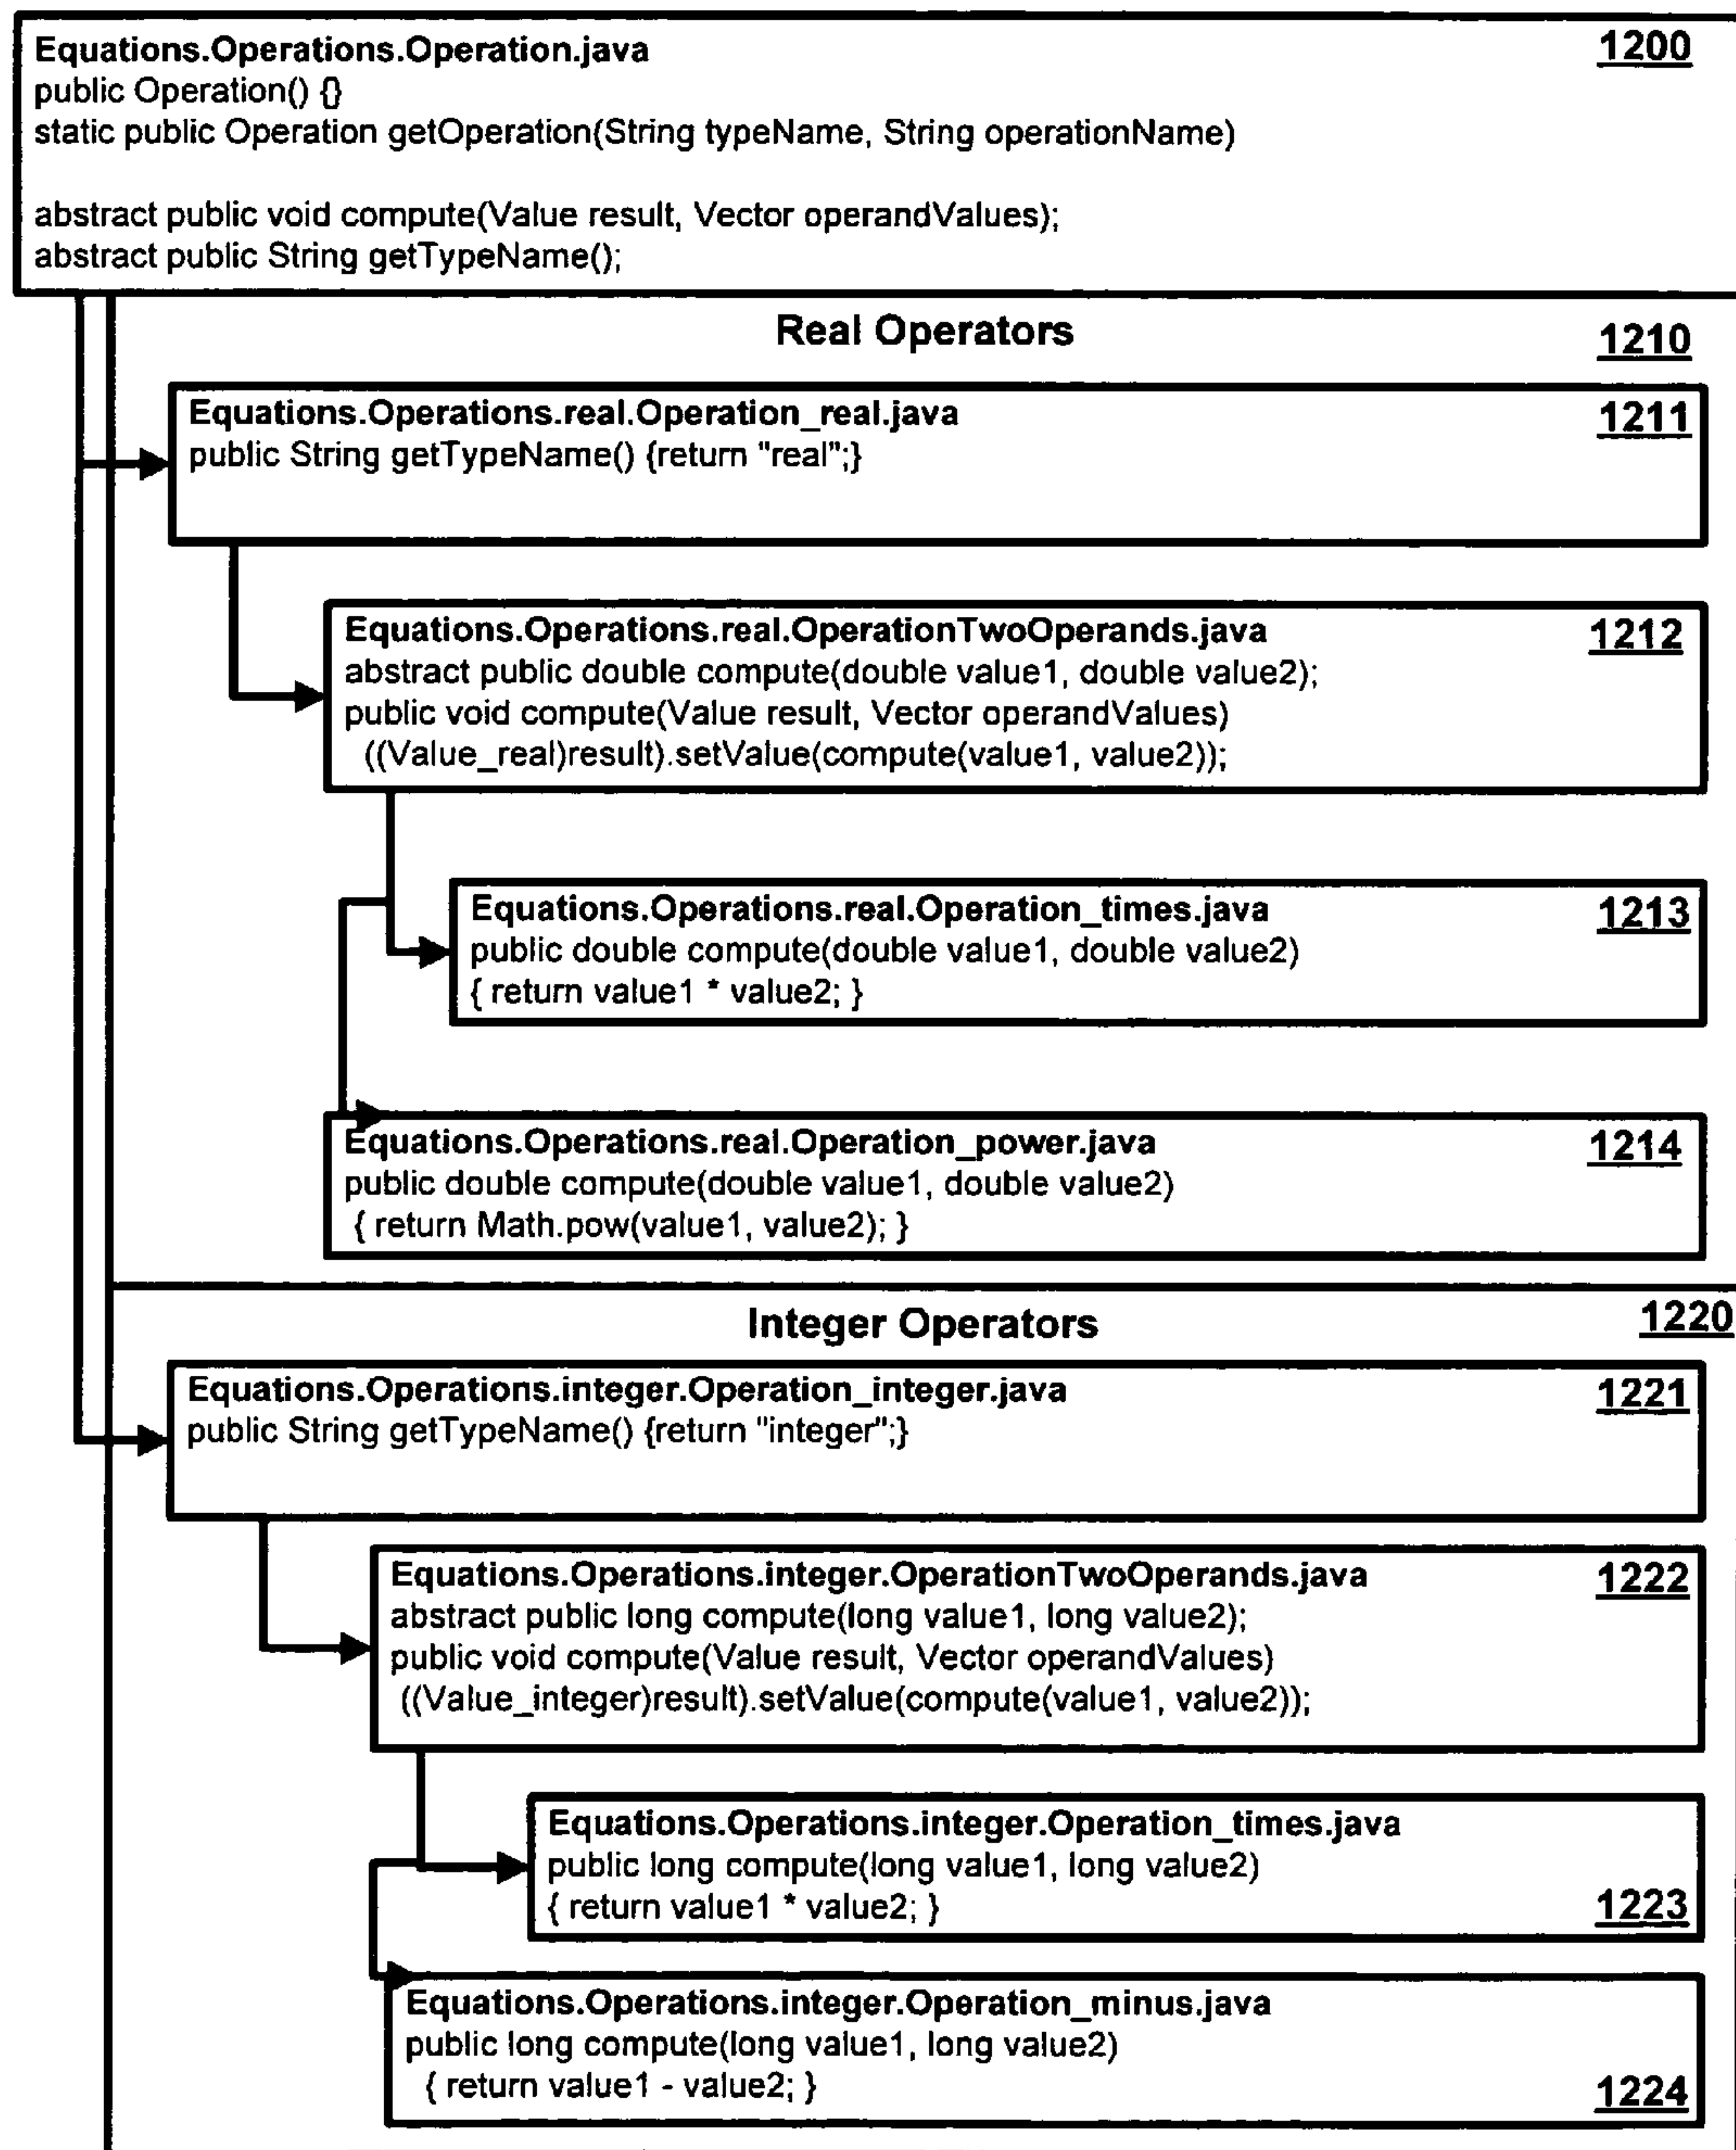 Equations.Operations.Operation.java 1200
public Operation() {}
static public Operation getOperation(String typeName, String operationName)
abstract public void compute(Value result, Vector operandValues);
abstract public String getTypeName();
Real Operators 1210
Equations.Operations.real.Operation_real.java 1211
public String getTypeName() {return "real";}
Equations.Operations.real.OperationTwoOperands.java 1212
abstract public double compute(double value1, double value2);
public void compute(Value result, Vector operandValues)
((Value_real)result).setValue(compute(value1, value2));
Equations.Operations.real.Operation_times.java 1213
public double compute(double value1, double value2)
{ return value1 * value2; }
Equations.Operations.real.Operation_power.java 1214
public double compute(double value1, double value2)
{ return Math.pow(value1, value2); }
Integer Operators 1220
Equations.Operations.integer.Operation_integer.java 1221
public String getTypeName() {return "integer";}
Equations.Operations.integer.OperationTwoOperands.java 1222
abstract public long compute(long value1, long value2);
public void compute(Value result, Vector operandValues)
((Value_integer)result).setValue(compute(value1, value2));
Equations.Operations.integer.Operation_times.java
public long compute(long value1, long value2)
{ return value1 * value2; } 1223
Equations.Operations.integer.Operation_minus.java
public long compute(long value1, long value2)
{ return value1 - value2; } 1224